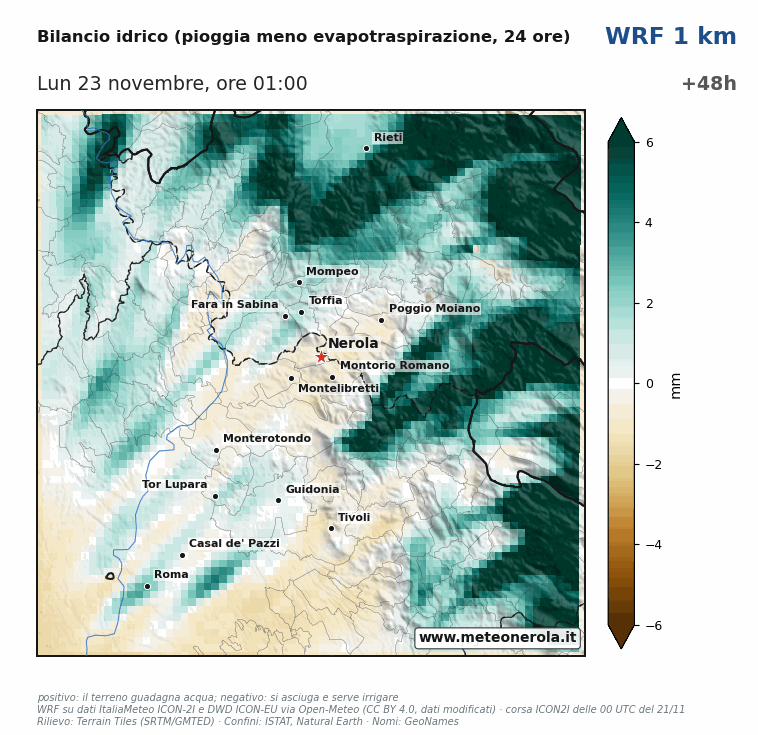 Bilancio idrico (pioggia meno evapotraspirazione, 24 ore)
WRF 1 km
Lun 23 novembre, ore 01:00
+48h
Rieti
Mompeo
Fara in Sabina
Toffia
Poggio Moiano
Nerola
Montorio Romano
Montelibretti
Monterotondo
Tor Lupara
Guidonia
Tivoli
Casal de' Pazzi
Roma
www.meteonerola.it
6
4
2
0
−2
−4
−6
mm
positivo: il terreno guadagna acqua; negativo: si asciuga e serve irrigare
WRF su dati ItaliaMeteo ICON-2I e DWD ICON-EU via Open-Meteo (CC BY 4.0, dati modificati) · corsa ICON2I delle 00 UTC del 21/11
Rilievo: Terrain Tiles (SRTM/GMTED) · Confini: ISTAT, Natural Earth · Nomi: GeoNames